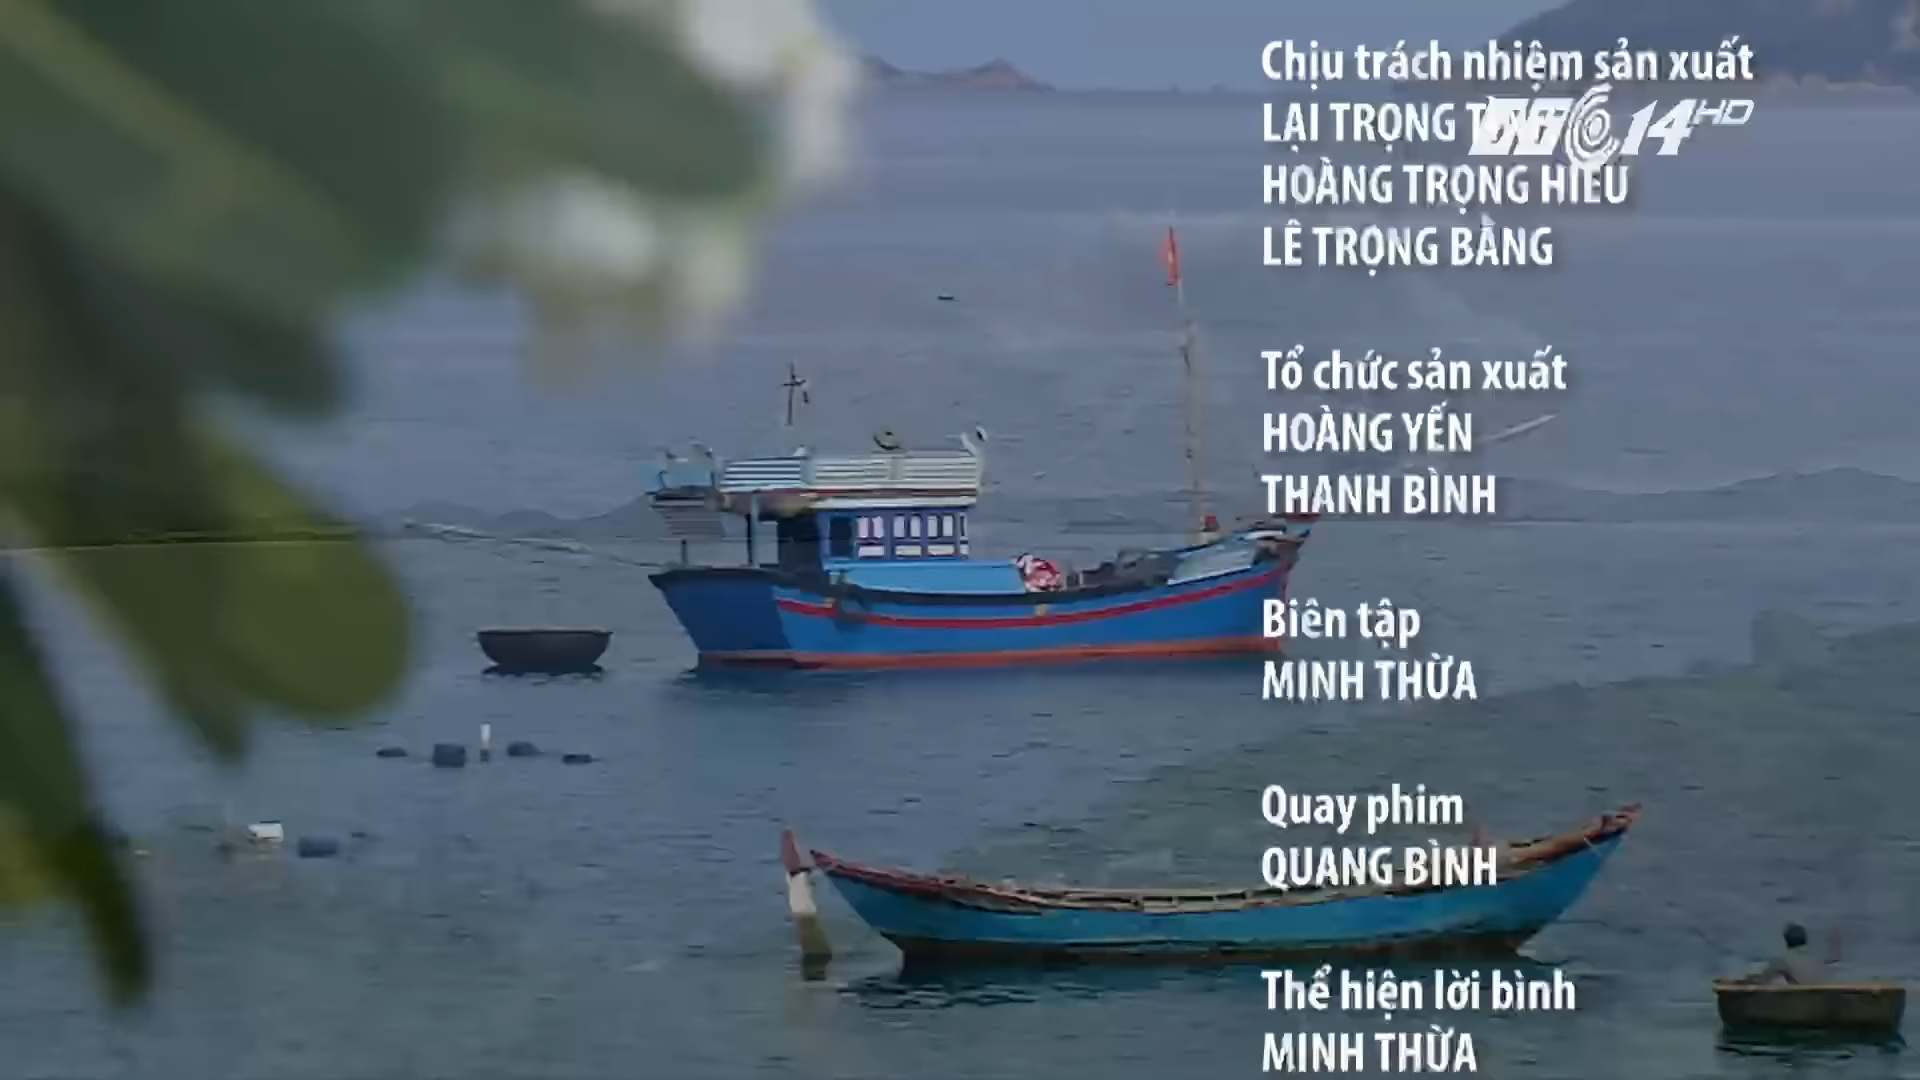 Chịu trách nhiệm sản xuất
LẠI TRỌNG
VTC14HD
HOÀNG TRỌNG HIẾU
LÊ TRỌNG BẰNG
Tổ chức sản xuất
HOÀNG YẾN
THANH BÌNH
Biên tập
MINH THỪA
Quay phim
QUANG BÌNH
Thể hiện lời bình
MINH THỪA